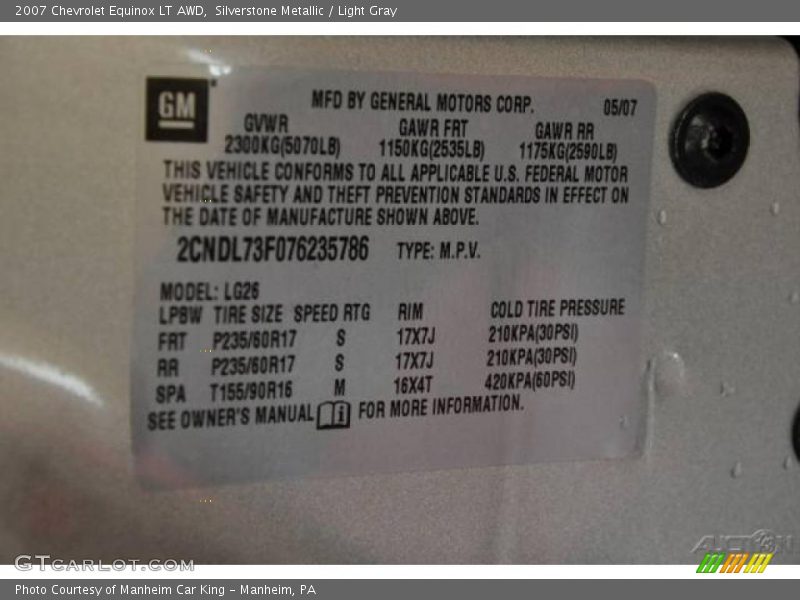 2007 Chevrolet Equinox LT AWD, Silverstone Metallic / Light Gray
GM
MFD BY GENERAL MOTORS CORP. 05/07
GVWR GAWR FRT GAWR RR
2300KG(5070LB) 1150KG(2535LB) 1175KG(2590LB)
THIS VEHICLE CONFORMS TO ALL APPLICABLE U.S. FEDERAL MOTOR
VEHICLE SAFETY AND THEFT PREVENTION STANDARDS IN EFFECT ON
THE DATE OF MANUFACTURE SHOWN ABOVE.
2CNDL73F076235786 TYPE: M.P.V.
MODEL: LG26
LPBW TIRE SIZE SPEED RTG RIM COLD TIRE PRESSURE
FRT P235/60R17 S 17X7J 210KPA(30PSI)
RR P235/60R17 S 17X7J 210KPA(30PSI)
SPA T155/90R16 M 16X4T 420KPA(60PSI)
SEE OWNER'S MANUAL i FOR MORE INFORMATION.
GTCARLOT.COM
AUCTION
Photo Courtesy of Manheim Car King - Manheim, PA